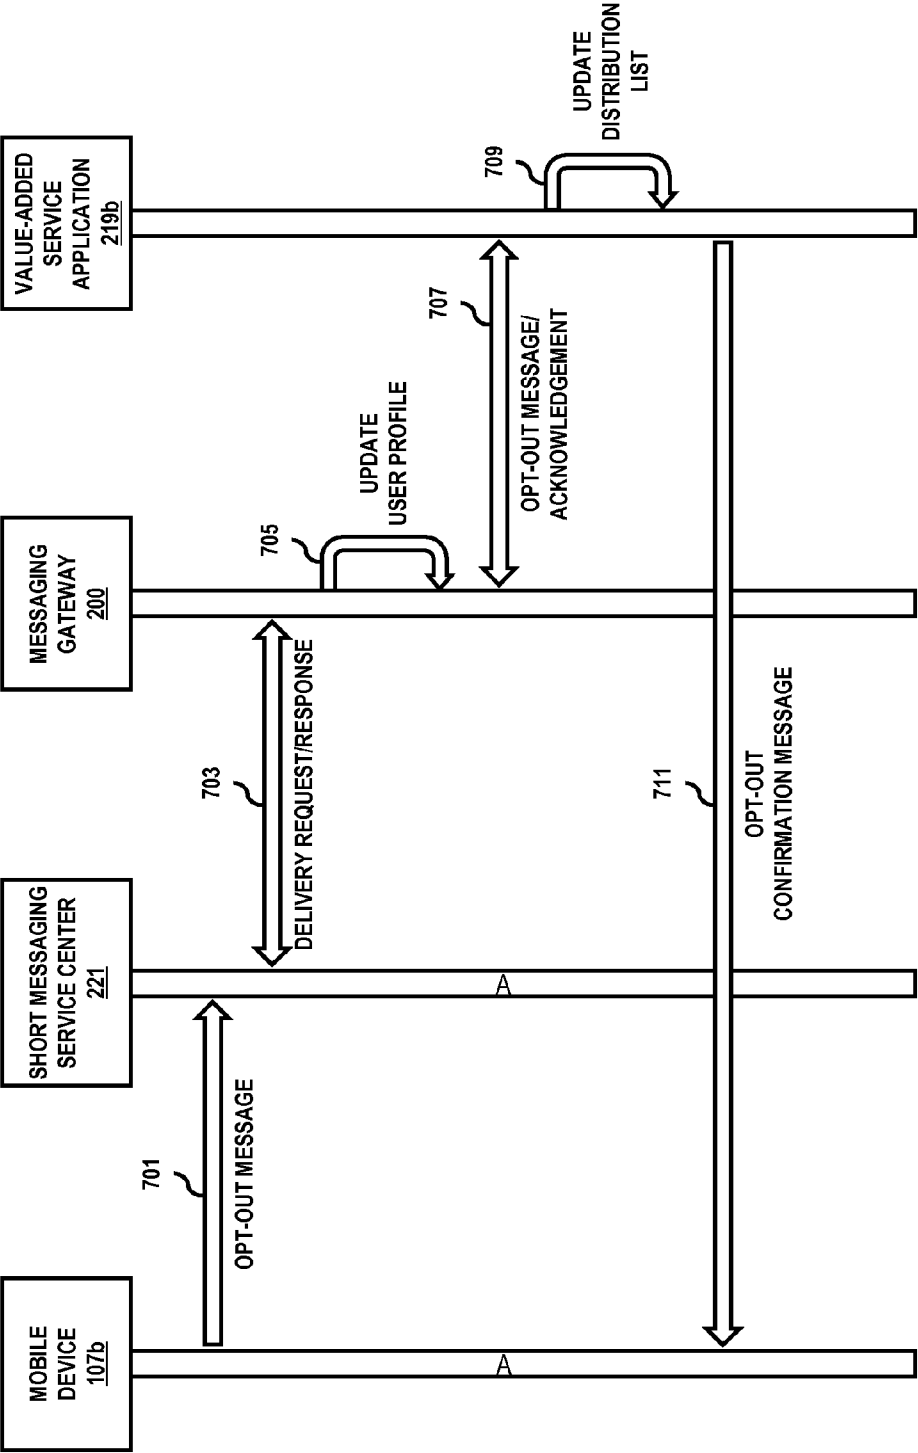 MOBILE
DEVICE
107b
SHORT MESSAGING
SERVICE CENTER
221
MESSAGING
GATEWAY
200
VALUE-ADDED
SERVICE
APPLICATION
219b
701
OPT-OUT MESSAGE
703
DELIVERY REQUEST/RESPONSE
705
UPDATE
USER PROFILE
707
OPT-OUT MESSAGE/
ACKNOWLEDGEMENT
A
A
709
UPDATE
DISTRIBUTION
LIST
711
OPT-OUT
CONFIRMATION MESSAGE